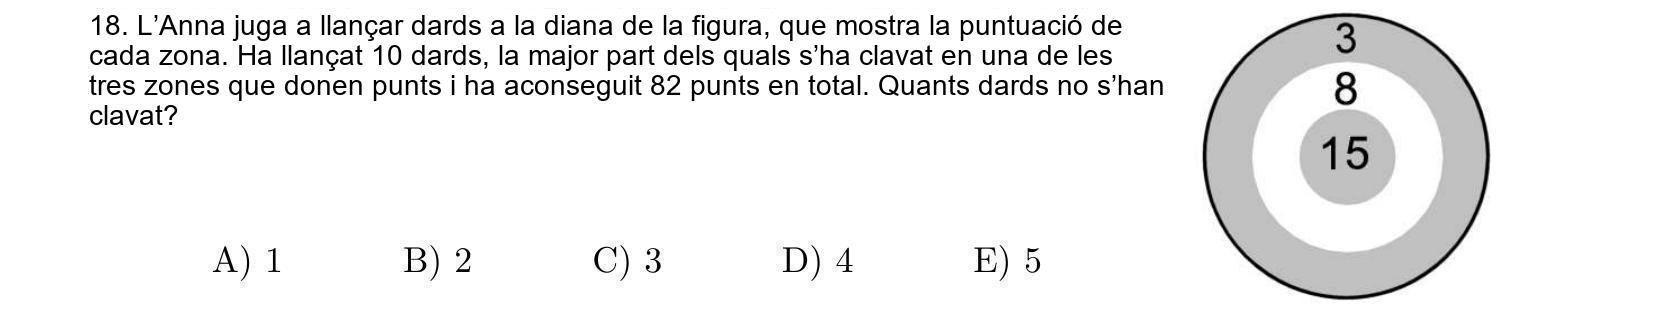 18. L'Anna juga a llançar dards a la diana de la figura, que mostra la puntuació de
cada zona. Ha llançat 10 dards, la major part dels quals s'ha clavat en una de les
tres zones que donen punts i ha aconseguit 82 punts en total. Quants dards no s'han
clavat?
3
8
15
A) 1 B) 2 C) 3 D) 4 E) 5